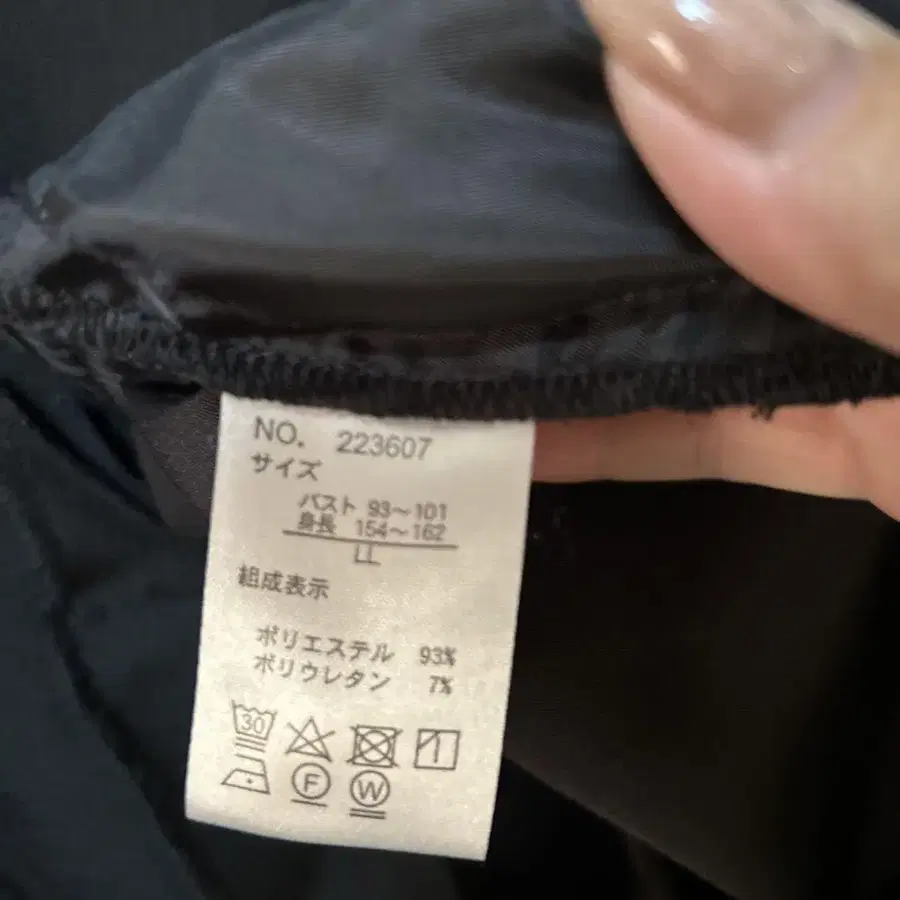 NO. 223607
サイズ
バスト 93～101
身長 154～162
LL
組成表示
ポリエステル 93%
ポリウレタン 7%
30
F W